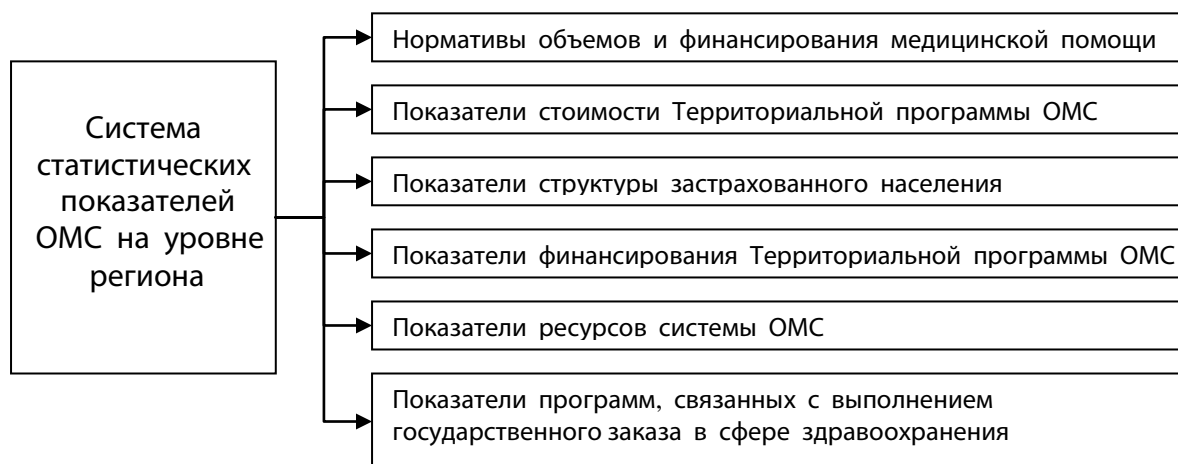 Система
статистических
показателей
ОМС на уровне
региона
Нормативы объемов и финансирования медицинской помощи
Показатели стоимости Территориальной программы ОМС
Показатели структуры застрахованного населения
Показатели финансирования Территориальной программы ОМС
Показатели ресурсов системы ОМС
Показатели программ, связанных с выполнением
государственного заказа в сфере здравоохранения